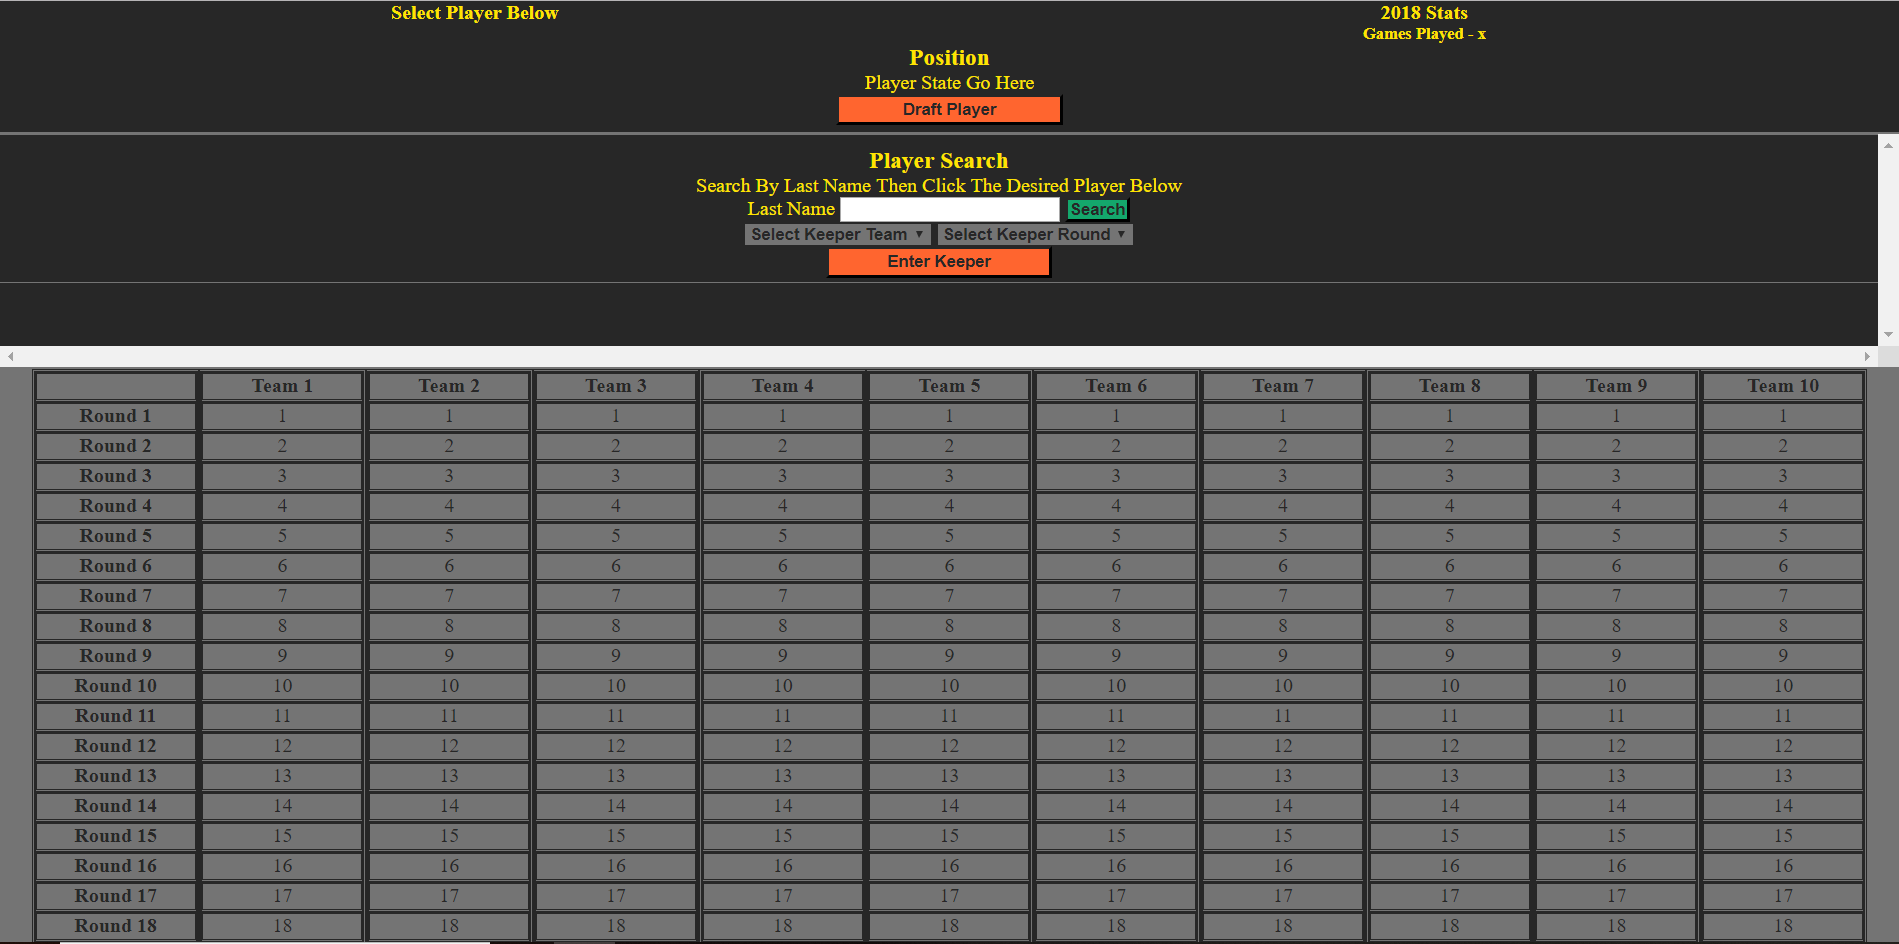 Select Player Below 2018 Stats
Games Played - x
Position
Player State Go Here
Draft Player
Player Search
Search By Last Name Then Click The Desired Player Below
Last Name Search
Select Keeper Team Select Keeper Round
Enter Keeper
Team 1 Team 2 Team 3 Team 4 Team 5 Team 6 Team 7 Team 8 Team 9 Team 10
Round 1 1 1 1 1 1 1 1 1 1 1
Round 2 2 2 2 2 2 2 2 2 2 2
Round 3 3 3 3 3 3 3 3 3 3 3
Round 4 4 4 4 4 4 4 4 4 4 4
Round 5 5 5 5 5 5 5 5 5 5 5
Round 6 6 6 6 6 6 6 6 6 6 6
Round 7 7 7 7 7 7 7 7 7 7 7
Round 8 8 8 8 8 8 8 8 8 8 8
Round 9 9 9 9 9 9 9 9 9 9 9
Round 10 10 10 10 10 10 10 10 10 10 10
Round 11 11 11 11 11 11 11 11 11 11 11
Round 12 12 12 12 12 12 12 12 12 12 12
Round 13 13 13 13 13 13 13 13 13 13 13
Round 14 14 14 14 14 14 14 14 14 14 14
Round 15 15 15 15 15 15 15 15 15 15 15
Round 16 16 16 16 16 16 16 16 16 16 16
Round 17 17 17 17 17 17 17 17 17 17 17
Round 18 18 18 18 18 18 18 18 18 18 18